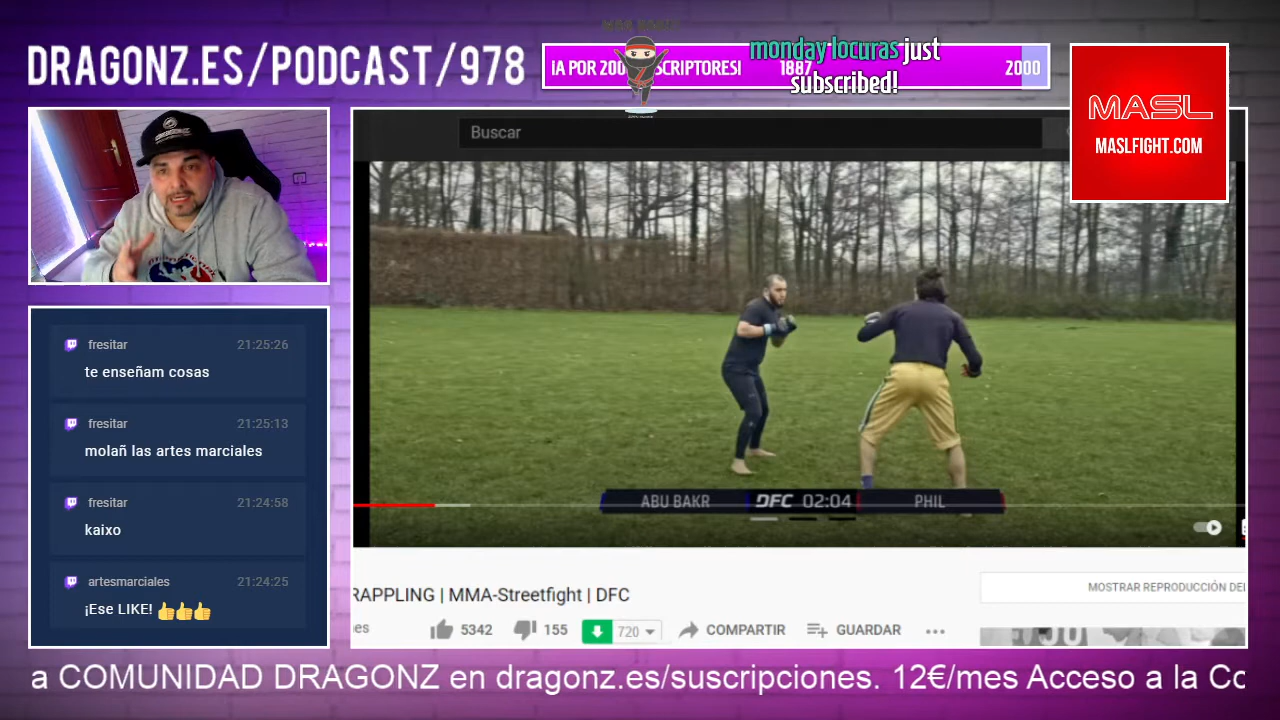 DRAGONZ.ES/PODCAST/978
IA POR 200
SCRIPTORES!
1887
2000
monday locuras just
subscribed!
MASL
MASLFIGHT.COM
Buscar
ABU BAKR
DFC 02:04
PHIL
fresitar 21:25:26
te enseñam cosas
fresitar 21:25:13
molañ las artes marciales
fresitar 21:24:58
kaixo
artesmarciales 21:24:25
¡Ese LIKE! 👍👍👍
RAPPLING | MMA-Streetfight | DFC
nes
5342
155
720
COMPARTIR
GUARDAR
MOSTRAR REPRODUCCIÓN DEL
a COMUNIDAD DRAGONZ en dragonz.es/suscripciones. 12€/mes Acceso a la Co